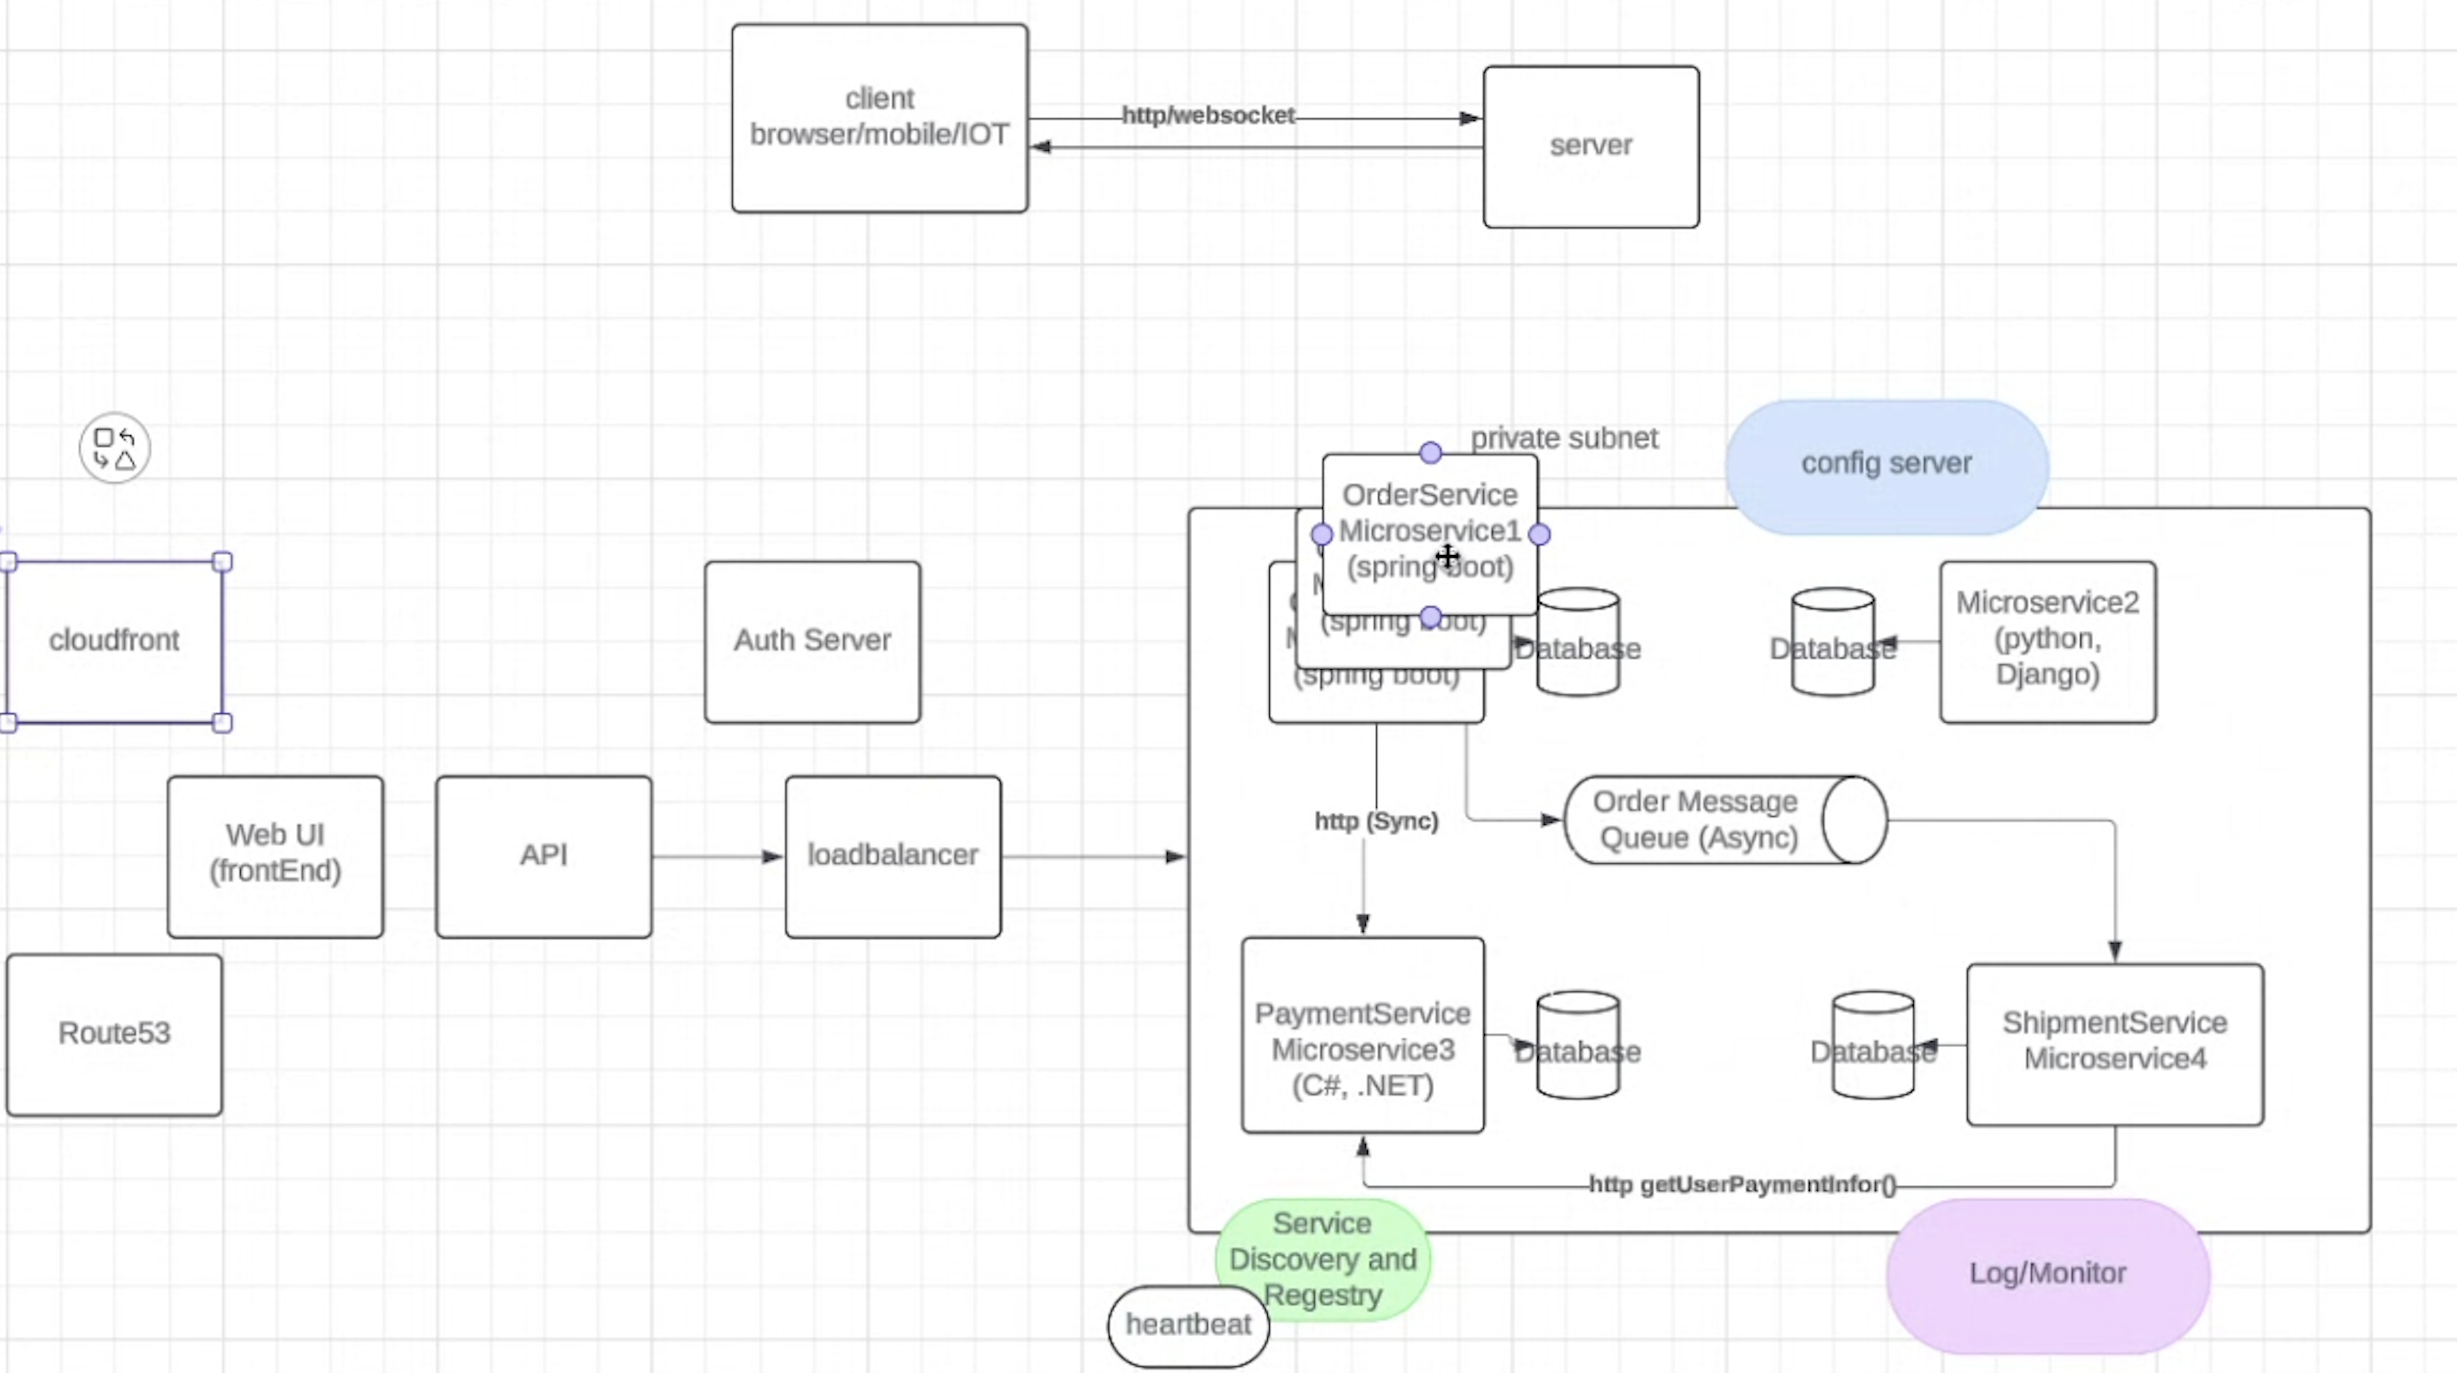 client
browser/mobile/IOT
http/websocket
server
private subnet
config server
OrderService
Microservice1
(spring boot)
(spring boot)
(spring boot)
Database
Database
Microservice2
(python,
Django)
cloudfront
Auth Server
Web UI
(frontEnd)
API
loadbalancer
http (Sync)
Order Message
Queue (Async)
Route53
PaymentService
Microservice3
(C#, .NET)
Database
Database
ShipmentService
Microservice4
http getUserPaymentInfor()
Service
Discovery and
Regestry
heartbeat
Log/Monitor